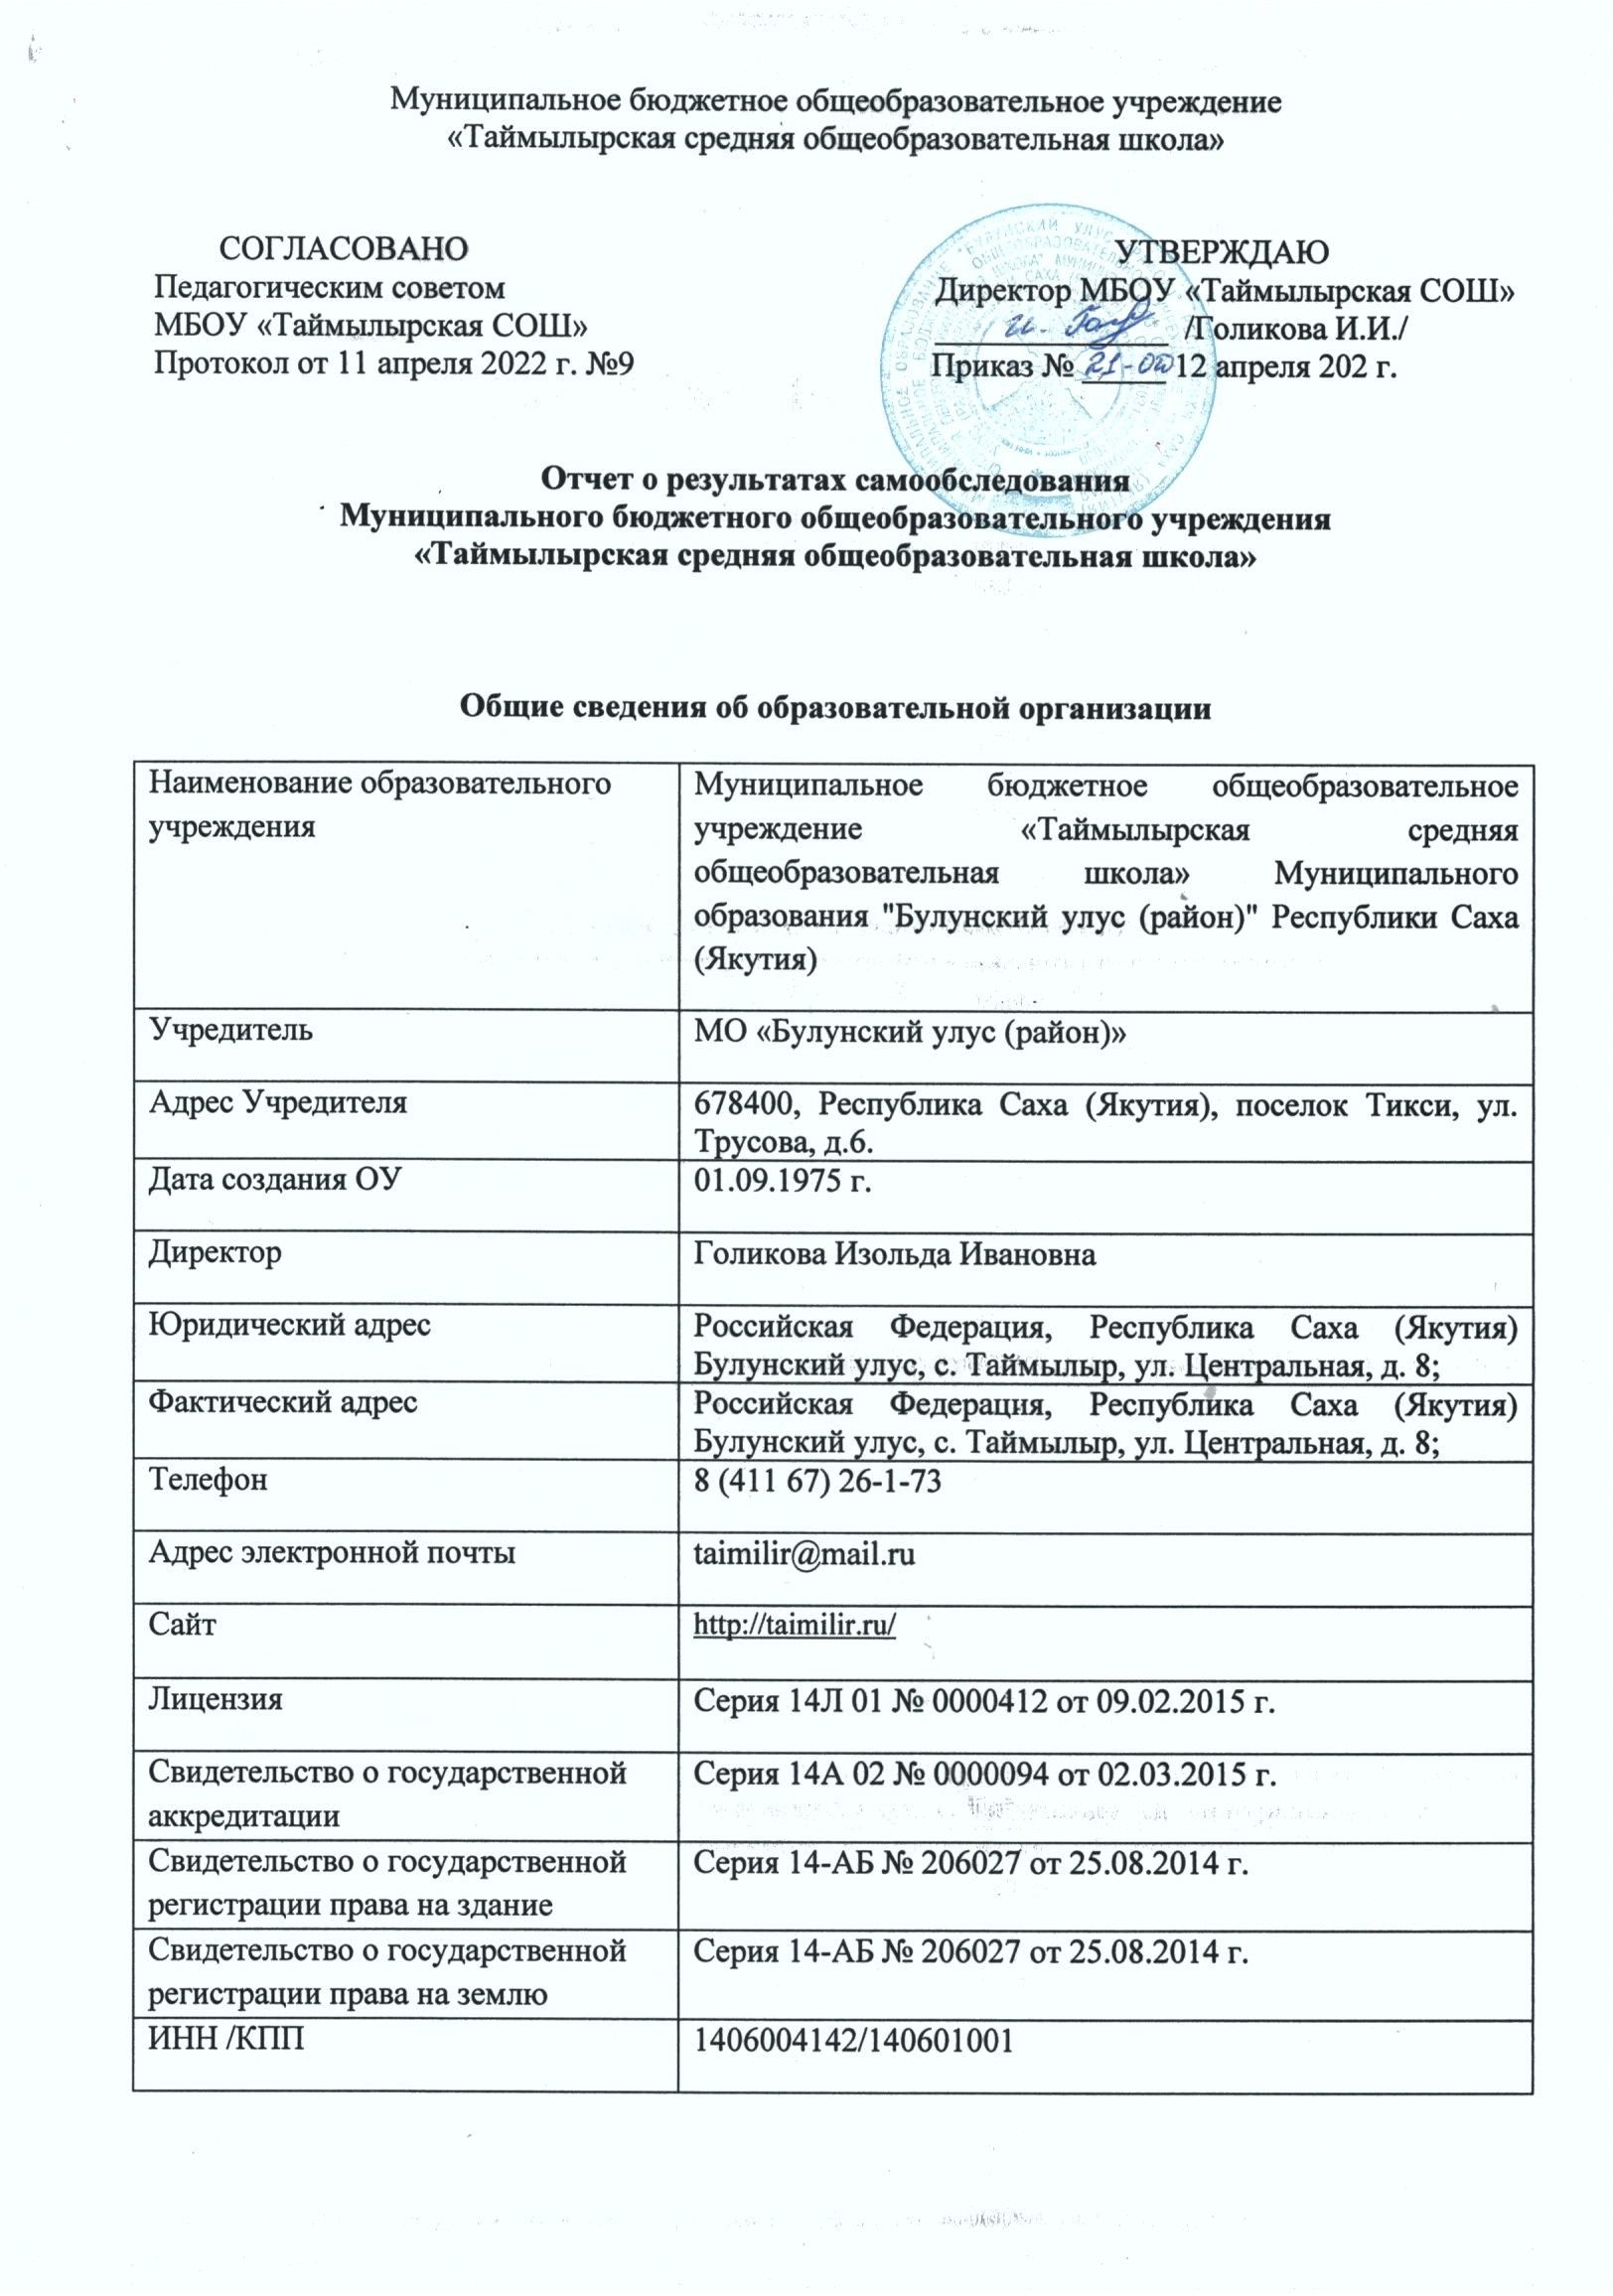 Муниципальное бюджетное общеобразовательное учреждение
«Таймылырская средняя общеобразовательная школа»
СОГЛАСОВАНО
Педагогическим советом
МБОУ «Таймылырская СОШ»
Протокол от 11 апреля 2022 г. №9
УТВЕРЖДАЮ
Директор МБОУ «Таймылырская СОШ»
/Голикова И.И./
Приказ № 21-ОД 12 апреля 202 г.
Отчет о результатах самообследования
Муниципального бюджетного общеобразовательного учреждения
«Таймылырская средняя общеобразовательная школа»
Общие сведения об образовательной организации
Наименование образовательного
учреждения
Муниципальное бюджетное общеобразовательное
учреждение «Таймылырская средняя
общеобразовательная школа» Муниципального
образования "Булунский улус (район)" Республики Саха
(Якутия)
Учредитель
МО «Булунский улус (район)»
Адрес Учредителя
678400, Республика Саха (Якутия), поселок Тикси, ул.
Трусова, д.6.
Дата создания ОУ
01.09.1975 г.
Директор
Голикова Изольда Ивановна
Юридический адрес
Российская Федерация, Республика Саха (Якутия)
Булунский улус, с. Таймылыр, ул. Центральная, д. 8;
Фактический адрес
Российская Федерация, Республика Саха (Якутия)
Булунский улус, с. Таймылыр, ул. Центральная, д. 8;
Телефон
8 (411 67) 26-1-73
Адрес электронной почты
taimilir@mail.ru
Сайт
http://taimilir.ru/
Лицензия
Серия 14Л 01 № 0000412 от 09.02.2015 г.
Свидетельство о государственной
аккредитации
Серия 14А 02 № 0000094 от 02.03.2015 г.
Свидетельство о государственной
регистрации права на здание
Серия 14-АБ № 206027 от 25.08.2014 г.
Свидетельство о государственной
регистрации права на землю
Серия 14-АБ № 206027 от 25.08.2014 г.
ИНН /КПП
1406004142/140601001